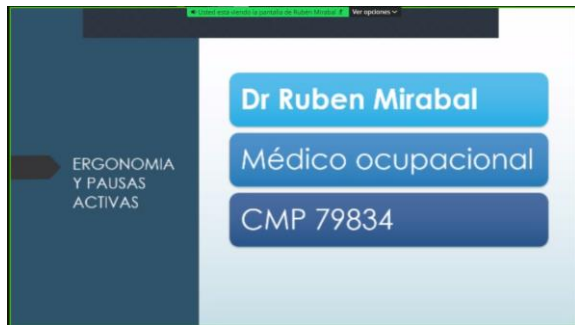 Usted está viendo la pantalla de Ruben Mirabal
Ver opciones
ERGONOMIA
Y PAUSAS
ACTIVAS
Dr Ruben Mirabal
Médico ocupacional
CMP 79834